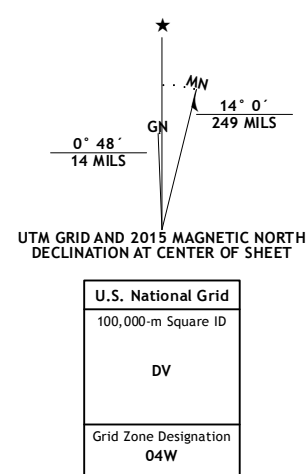 ★
MN
GN
14° 0´
249 MILS
0° 48´
14 MILS
UTM GRID AND 2015 MAGNETIC NORTH
DECLINATION AT CENTER OF SHEET
U.S. National Grid
100,000-m Square ID
DV
Grid Zone Designation
04W